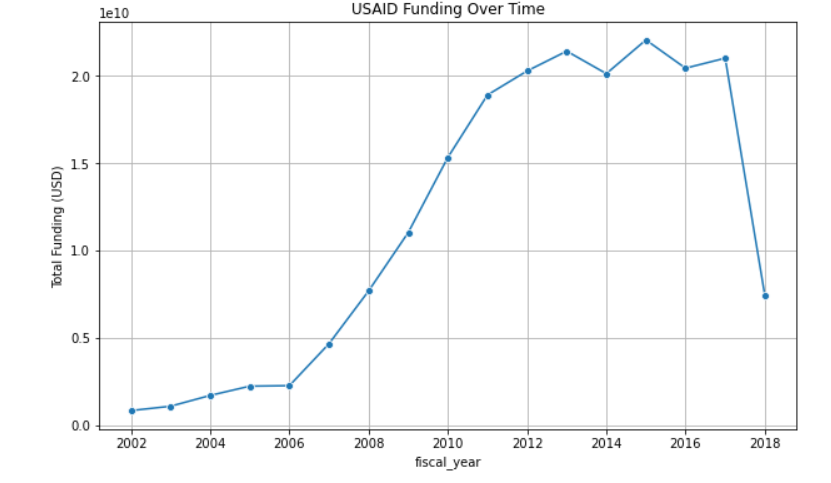 USAID Funding Over Time
1e10
2.0
1.5
1.0
0.5
0.0
Total Funding (USD)
2002 2004 2006 2008 2010 2012 2014 2016 2018
fiscal_year